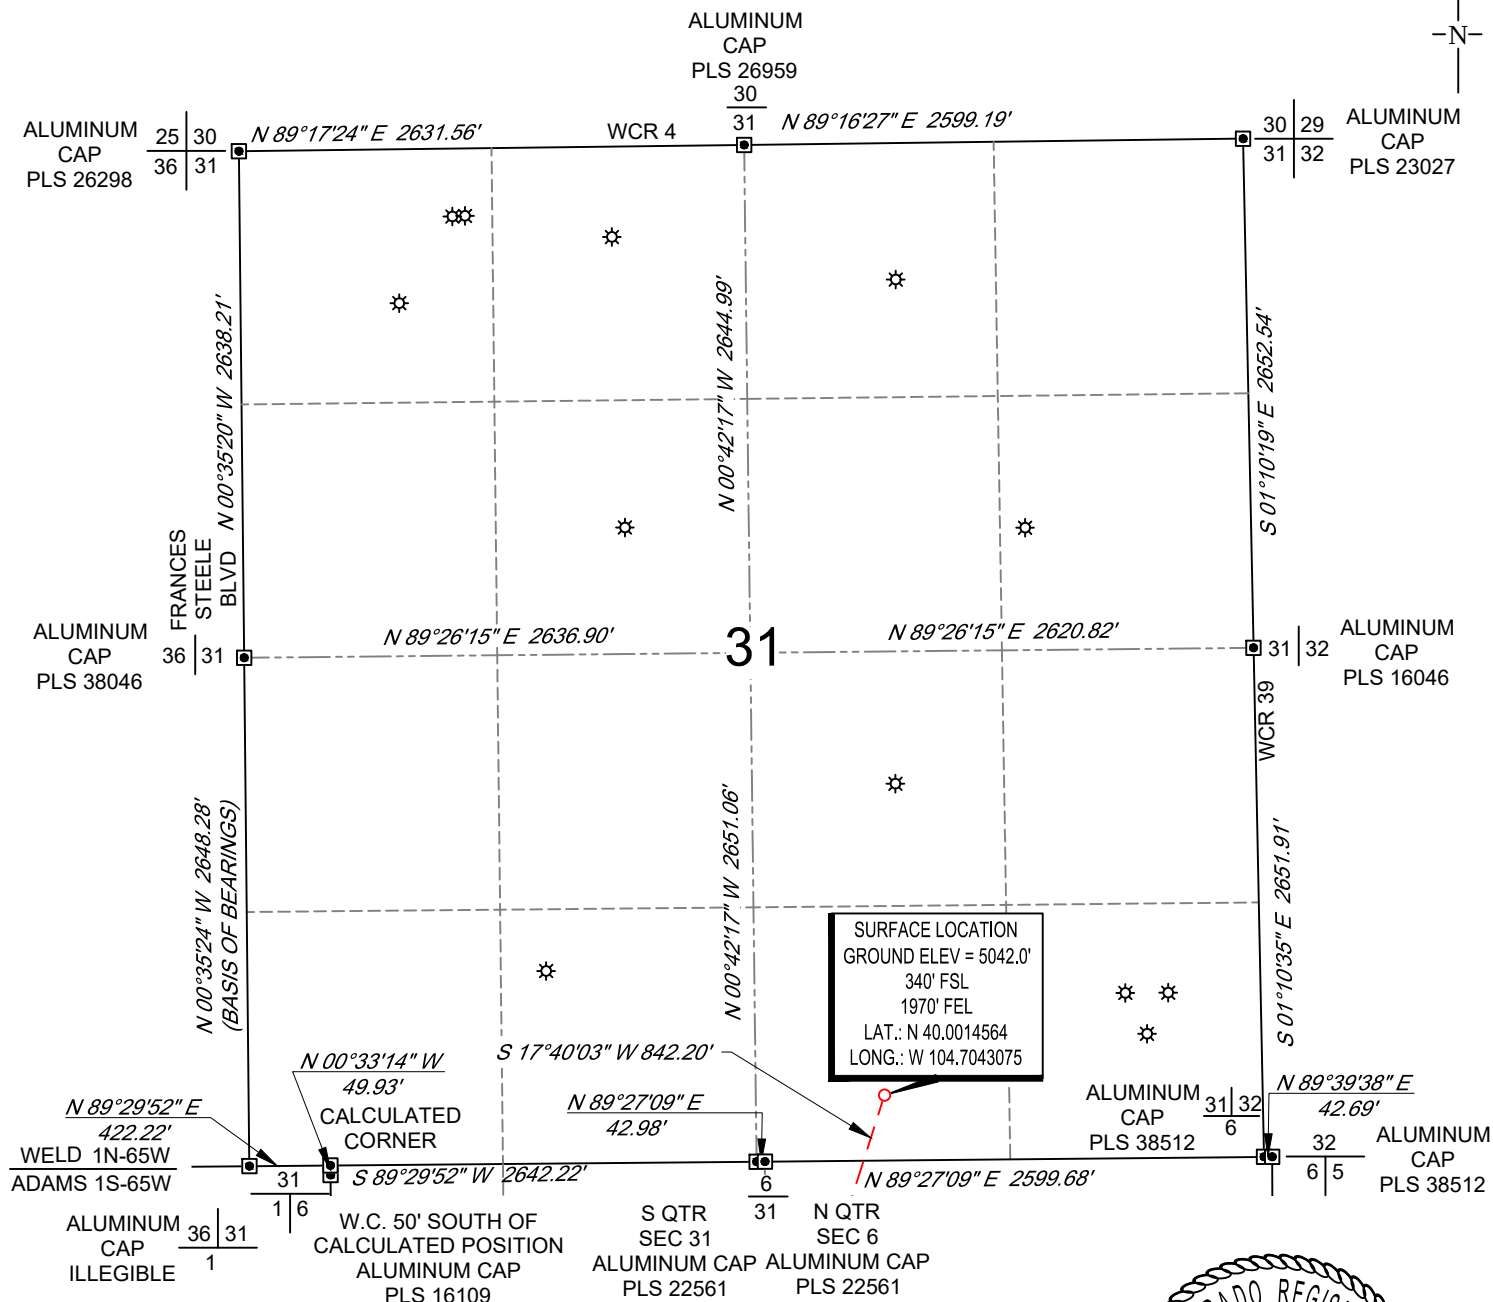 ALUMINUM
CAP
PLS 26959
30
31
N
ALUMINUM
CAP
PLS 26298
25 30
36 31
N 89°17'24" E 2631.56'
WCR 4
N 89°16'27" E 2599.19'
30 29
31 32
ALUMINUM
CAP
PLS 23027
N 00°35'20" W 2638.21'
N 00°42'17" W 2644.99'
S 01°10'19" E 2652.54'
FRANCES
STEELE
BLVD
ALUMINUM
CAP
PLS 38046
36 31
N 89°26'15" E 2636.90'
31
N 89°26'15" E 2620.82'
31 32
ALUMINUM
CAP
PLS 16046
WCR 39
N 00°35'24" W 2648.28'
(BASIS OF BEARINGS)
N 00°42'17" W 2651.06'
S 01°10'35" E 2651.91'
SURFACE LOCATION
GROUND ELEV = 5042.0'
340' FSL
1970' FEL
LAT.: N 40.0014564
LONG.: W 104.7043075
S 17°40'03" W 842.20'
N 00°33'14" W
49.93'
CALCULATED
CORNER
N 89°29'52" E
422.22'
N 89°27'09" E
42.98'
ALUMINUM
CAP
PLS 38512
31 32
6
N 89°39'38" E
42.69'
WELD 1N-65W
ADAMS 1S-65W
31
1 6
S 89°29'52" W 2642.22'
6
31
N 89°27'09" E 2599.68'
32
6 5
ALUMINUM
CAP
PLS 38512
ALUMINUM
CAP
ILLEGIBLE
36 31
1
W.C. 50' SOUTH OF
CALCULATED POSITION
ALUMINUM CAP
PLS 16109
S QTR
SEC 31
ALUMINUM CAP
PLS 22561
N QTR
SEC 6
ALUMINUM CAP
PLS 22561